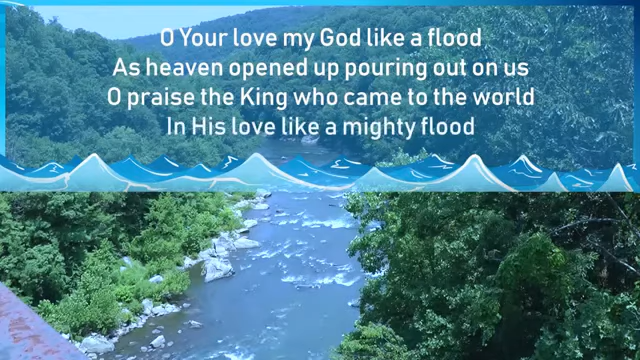 O Your love my God like a flood
As heaven opened up pouring out on us
O praise the King who came to the world
In His love like a mighty flood